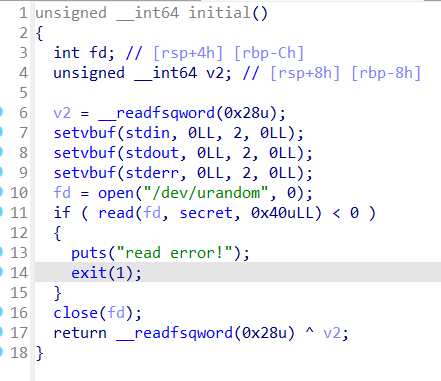 1 unsigned __int64 initial()
2 {
3   int fd; // [rsp+4h] [rbp-Ch]
4   unsigned __int64 v2; // [rsp+8h] [rbp-8h]
5
6   v2 = __readfsqword(0x28u);
7   setvbuf(stdin, 0LL, 2, 0LL);
8   setvbuf(stdout, 0LL, 2, 0LL);
9   setvbuf(stderr, 0LL, 2, 0LL);
10   fd = open("/dev/urandom", 0);
11   if ( read(fd, secret, 0x40uLL) < 0 )
12   {
13     puts("read error!");
14     exit(1);
15   }
16   close(fd);
17   return __readfsqword(0x28u) ^ v2;
18 }